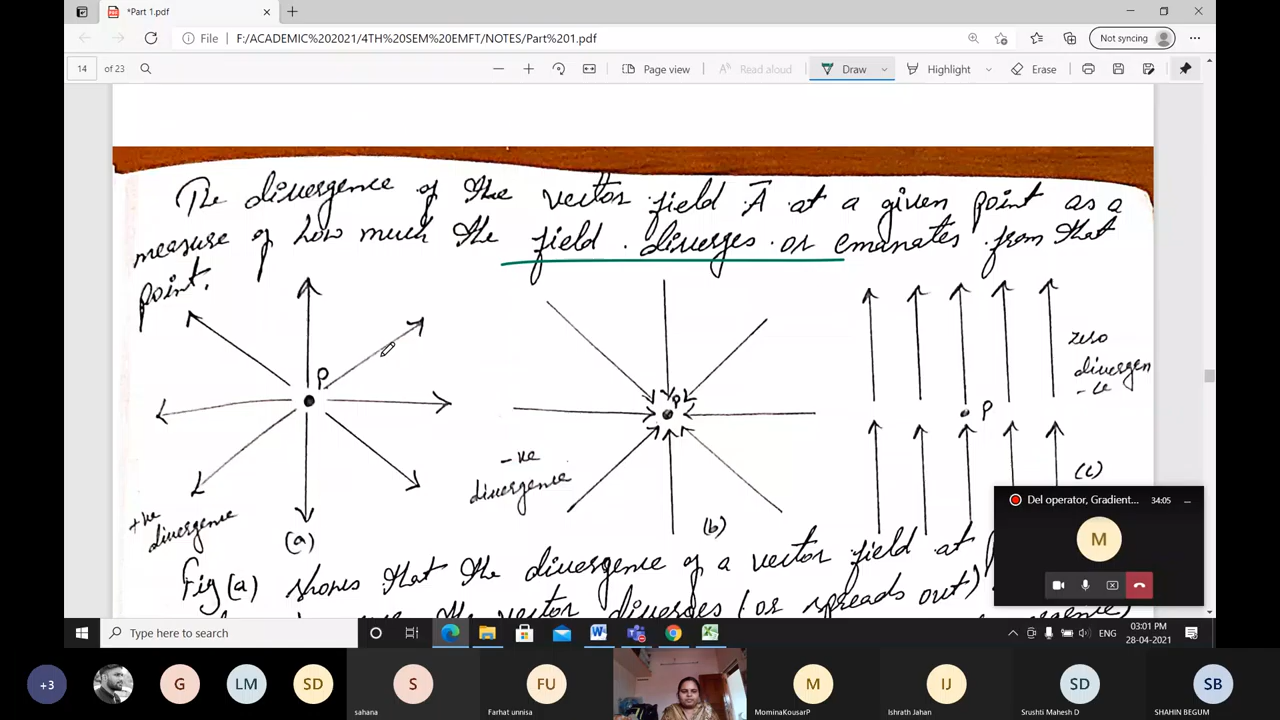 *Part 1.pdf
File
F:/ACADEMIC%202021/4TH%20SEM%20EMFT/NOTES/Part%201.pdf
Not syncing
14 of 23
Page view
Read aloud
Draw
Highlight
Erase
The divergence of the vector field A at a given point as a
measure of how much the field diverges or emanates from that
point.
P
P
zero
divergen
-ce
P
+ve
divergence
(a)
-ve
divergence
(b)
(c)
Fig (a) shows that the divergence of a vector field at
the vector diverges (or spreads out)
Del operator, Gradient...
34:05
M
Type here to search
ENG
03:01 PM
28-04-2021
+3
G
LM
SD
S
sahana
FU
Farhat unnisa
M
MominaKousarP
IJ
Ishrath Jahan
SD
Srushti Mahesh D
SB
SHAHIN BEGUM